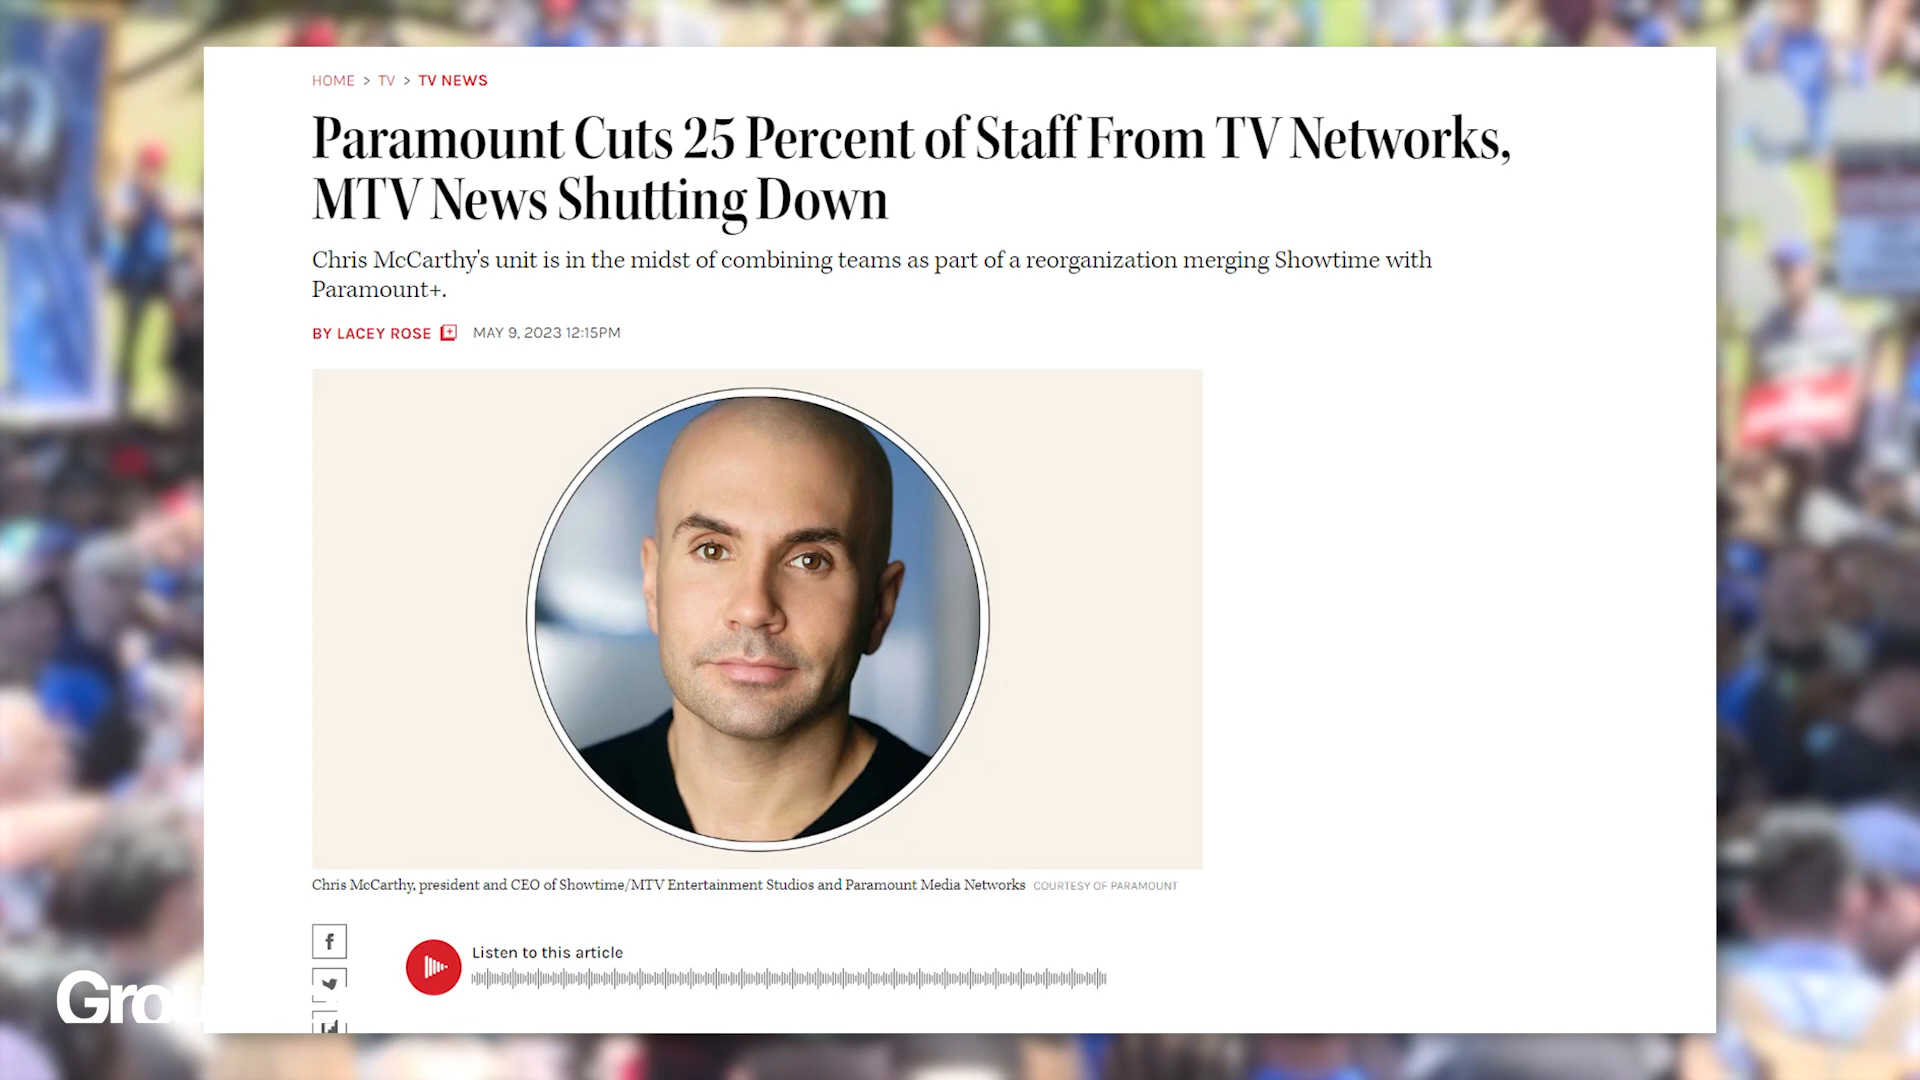 HOME > TV > TV NEWS
Paramount Cuts 25 Percent of Staff From TV Networks,
MTV News Shutting Down
Chris McCarthy's unit is in the midst of combining teams as part of a reorganization merging Showtime with
Paramount+.
BY LACEY ROSE MAY 9, 2023 12:15PM
Chris McCarthy, president and CEO of Showtime/MTV Entertainment Studios and Paramount Media Networks COURTESY OF PARAMOUNT
Listen to this article